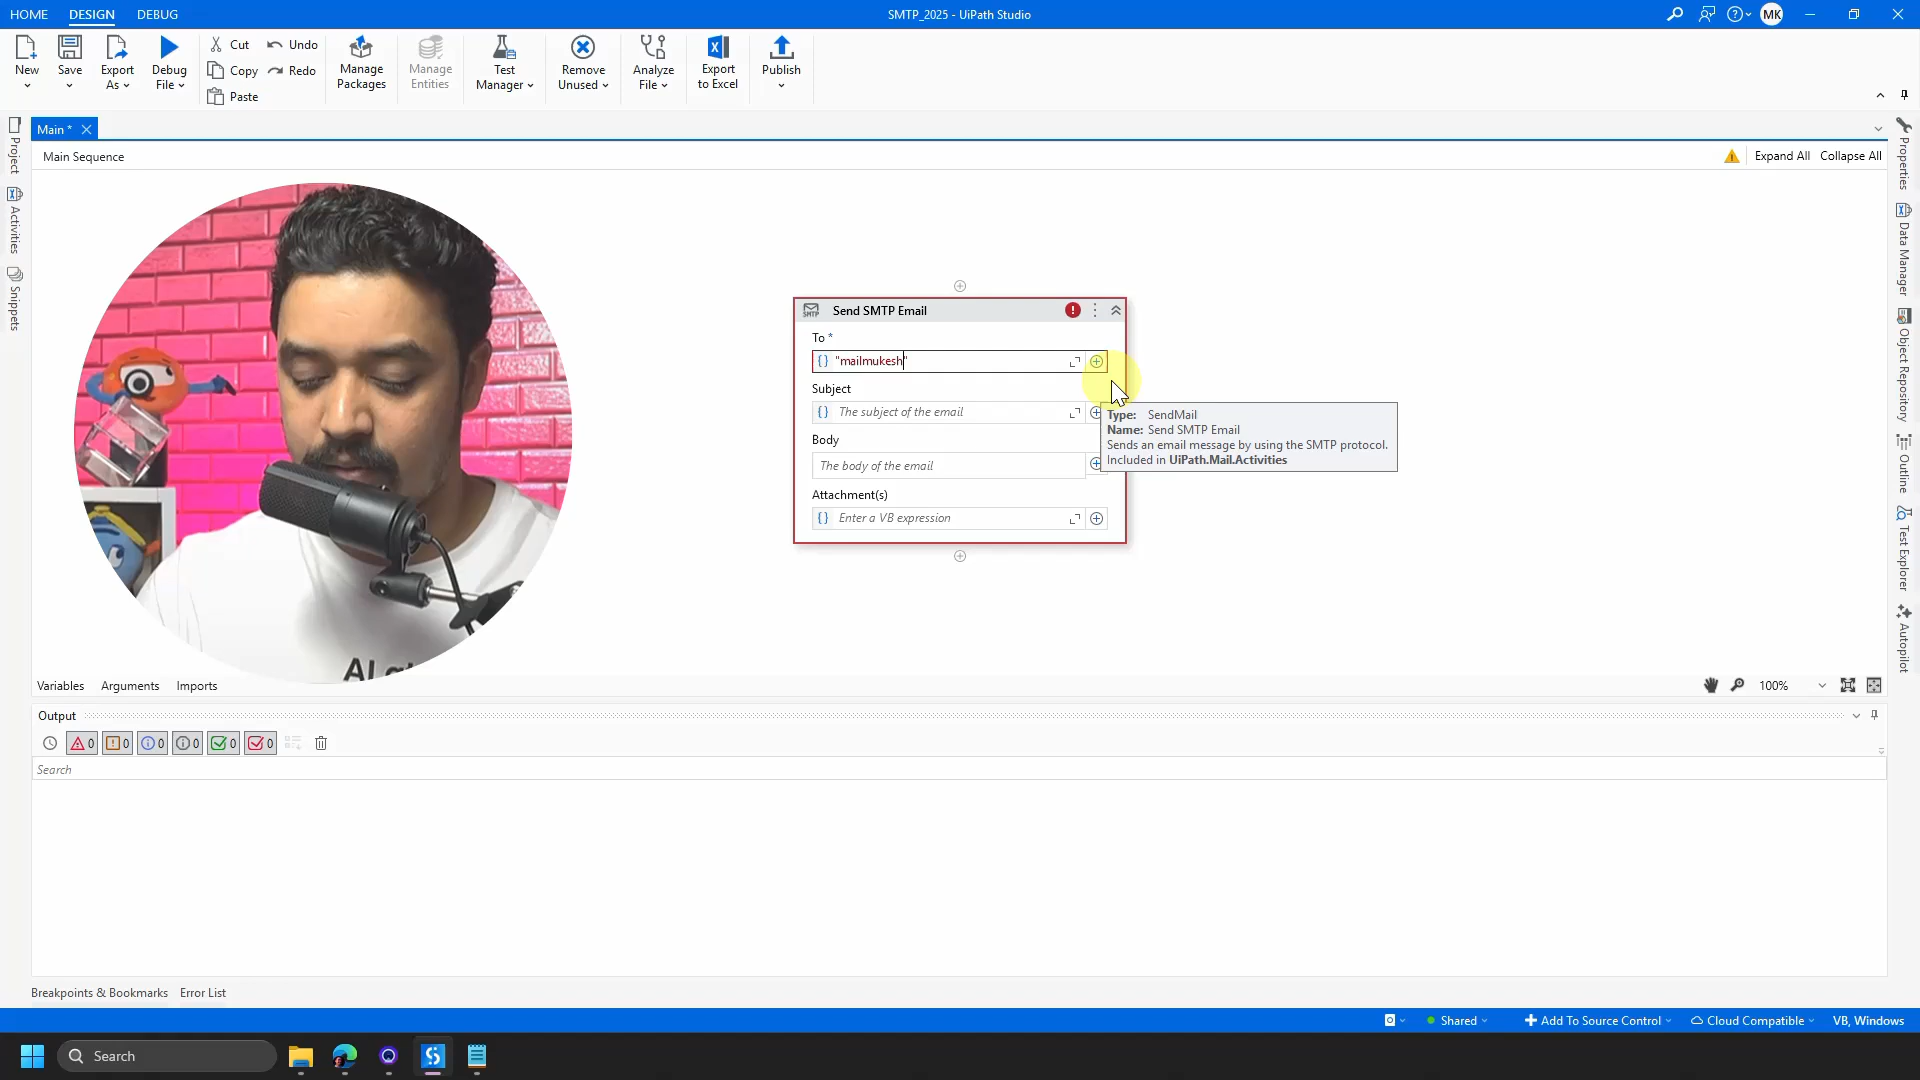 HOME
DESIGN
DEBUG
SMTP_2025 - UiPath Studio
MK
New
Save
Export
As
Debug
File
Cut
Copy
Paste
Undo
Redo
Manage
Packages
Manage
Entities
Test
Manager
Remove
Unused
Analyze
File
Export
to Excel
Publish
Main *
Main Sequence
Expand All
Collapse All
Project
Activities
Snippets
Properties
Data Manager
Object Repository
Outline
Test Explorer
Autopilot
SMTP
Send SMTP Email
To *
"mailmukesh"
Subject
The subject of the email
Body
The body of the email
Attachment(s)
Enter a VB expression
Type: SendMail
Name: Send SMTP Email
Sends an email message by using the SMTP protocol.
Included in UiPath.Mail.Activities
Variables
Arguments
Imports
100%
Output
0
0
0
0
0
0
Search
Breakpoints & Bookmarks
Error List
Shared
Add To Source Control
Cloud Compatible
VB, Windows
Search